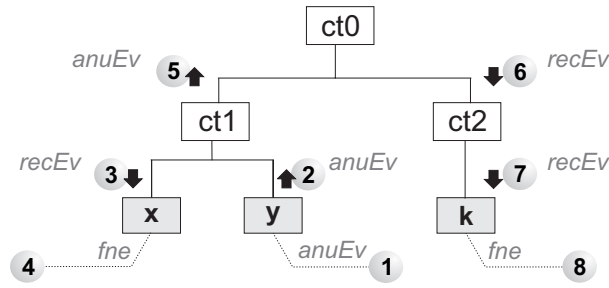 ct0
anuEv 5 6 recEv
ct1 ct2
recEv 3 2 anuEv 7 recEv
x y k
fne anuEv fne
4 1 8